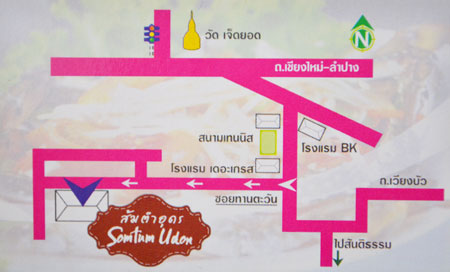 วัด เจ็ดยอด
N
ถ.เชียงใหม่-ลำปาง
สนามเทนนิส
โรงแรม BK
โรงแรม เดอะเทรส
ถ.เวียงบัว
ซอยทานตะวัน
ส้มตำอุดร
Somtum Udon
ไปสันติธรรม